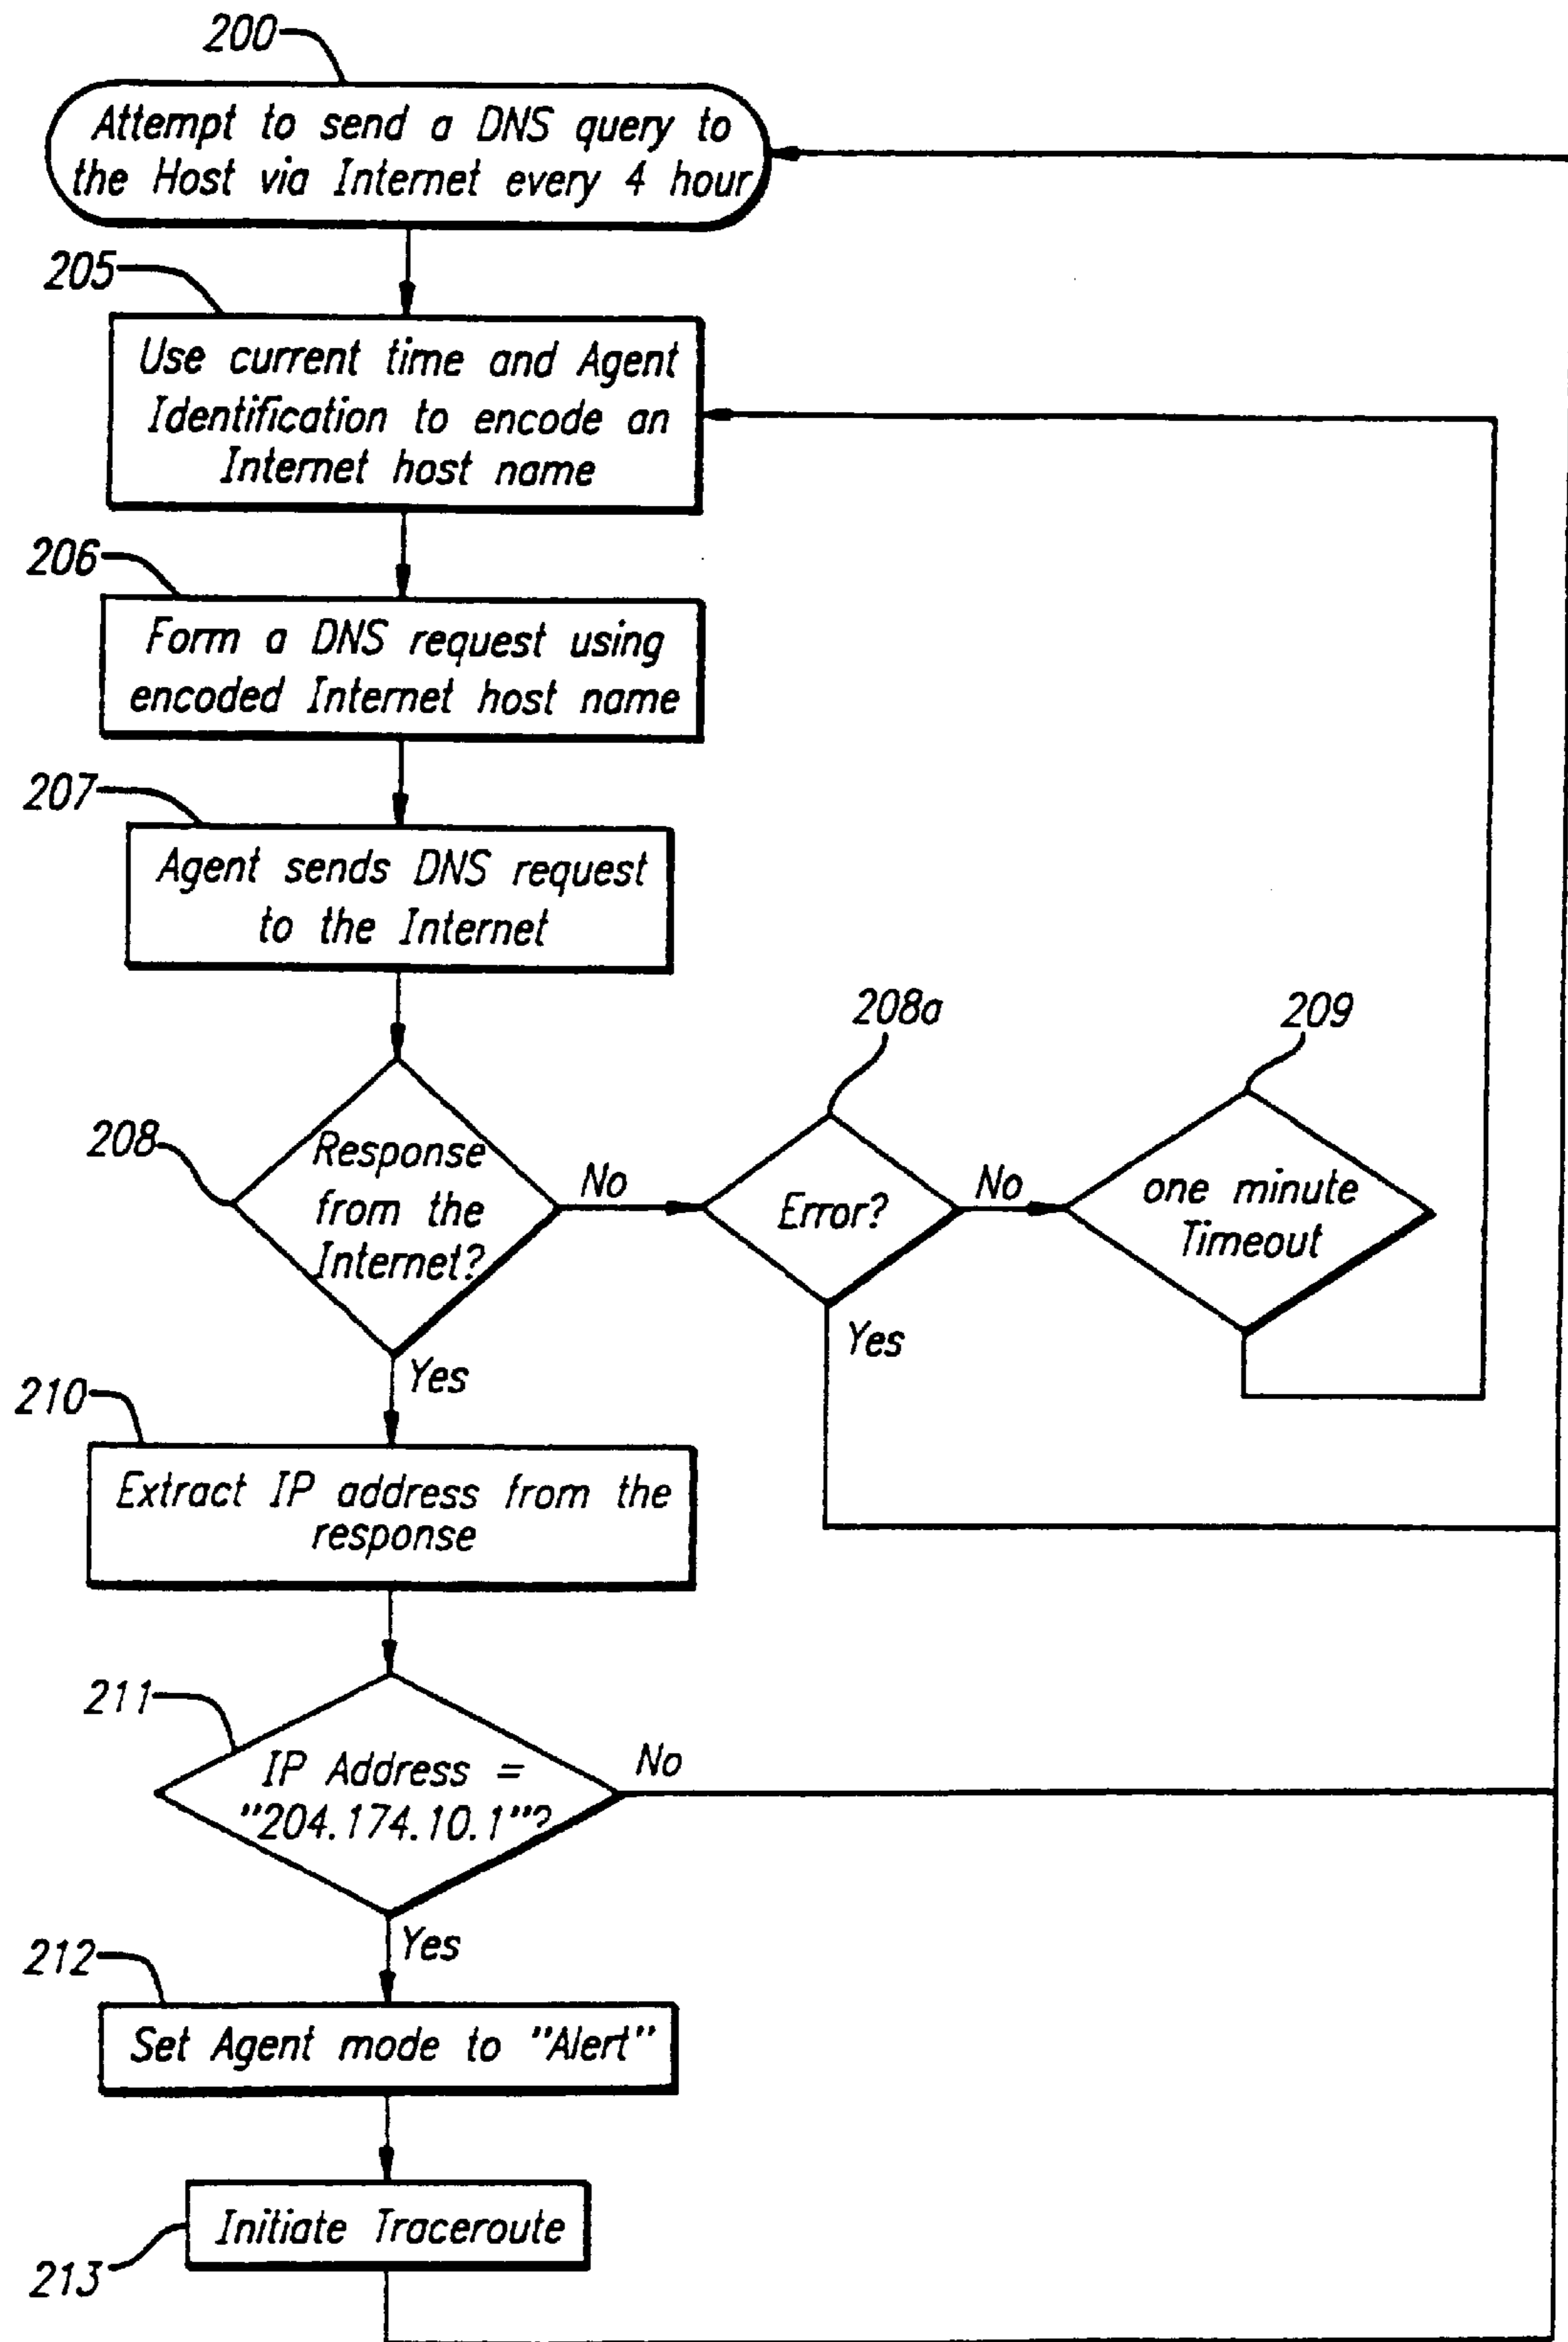 200
Attempt to send a DNS query to
the Host via Internet every 4 hour
205
Use current time and Agent
Identification to encode an
Internet host name
206
Form a DNS request using
encoded Internet host name
207
Agent sends DNS request
to the Internet
208
Response
from the
Internet?
No
208a
Error?
No
209
one minute
Timeout
Yes
Yes
210
Extract IP address from the
response
211
IP Address =
"204.174.10.1"?
No
Yes
212
Set Agent mode to "Alert"
Initiate Traceroute
213